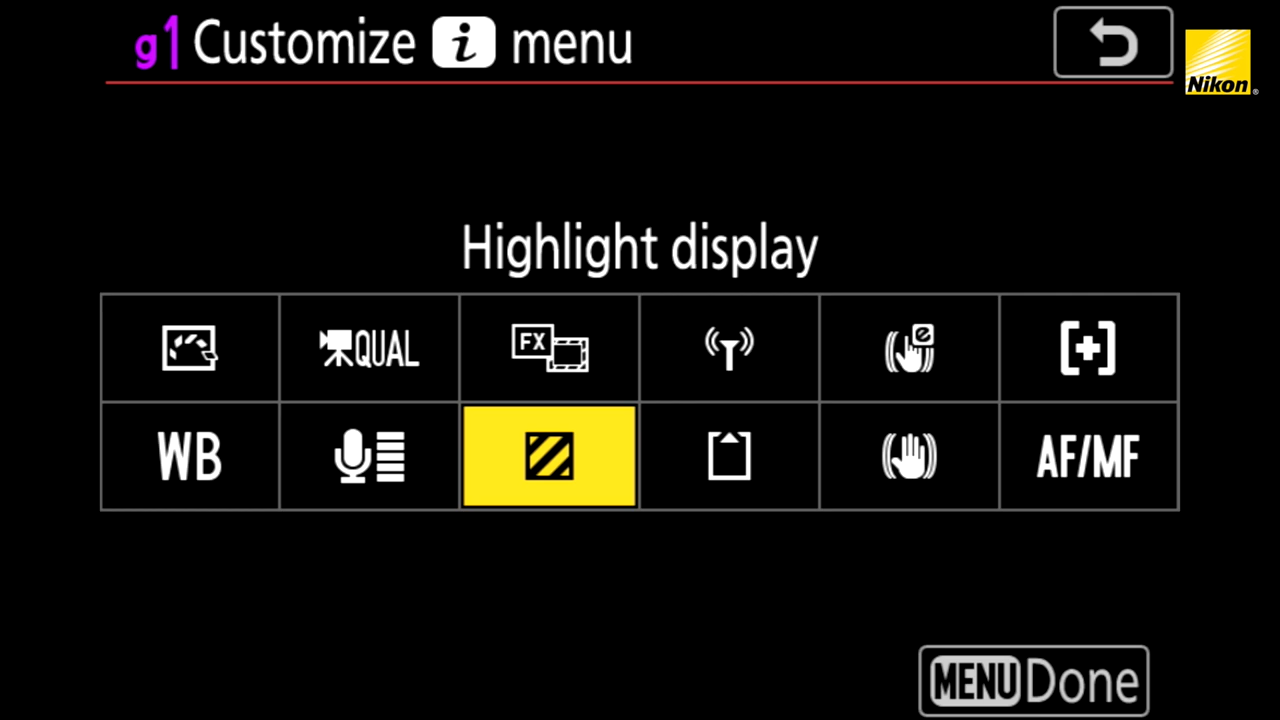 g1 Customize i menu
Nikon®
Highlight display
QUAL FX
WB AF/MF
MENU Done